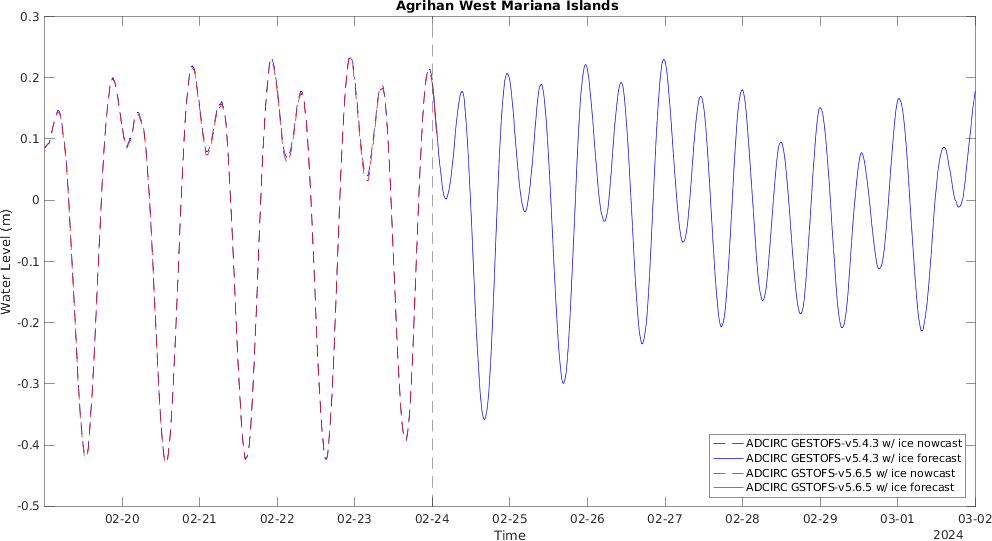 Agrihan West Mariana Islands
0.3
0.2
0.1
0
-0.1
-0.2
-0.3
-0.4
-0.5
Water Level (m)
02-20 02-21 02-22 02-23 02-24 02-25 02-26 02-27 02-28 02-29 03-01 03-02
Time
2024
ADCIRC GESTOFS-v5.4.3 w/ ice nowcast
ADCIRC GESTOFS-v5.4.3 w/ ice forecast
ADCIRC GSTOFS-v5.6.5 w/ ice nowcast
ADCIRC GSTOFS-v5.6.5 w/ ice forecast